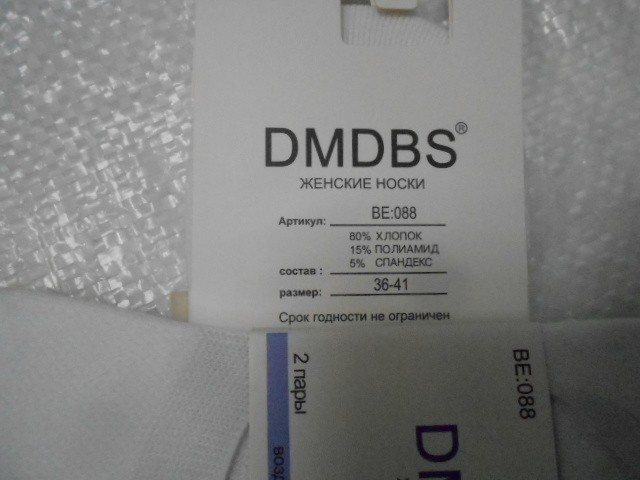 DMDBS®
ЖЕНСКИЕ НОСКИ
Артикул: BE:088
80% ХЛОПОК
15% ПОЛИАМИД
5% СПАНДЕКС
состав :
размер: 36-41
Срок годности не ограничен
2 пары
BE:088